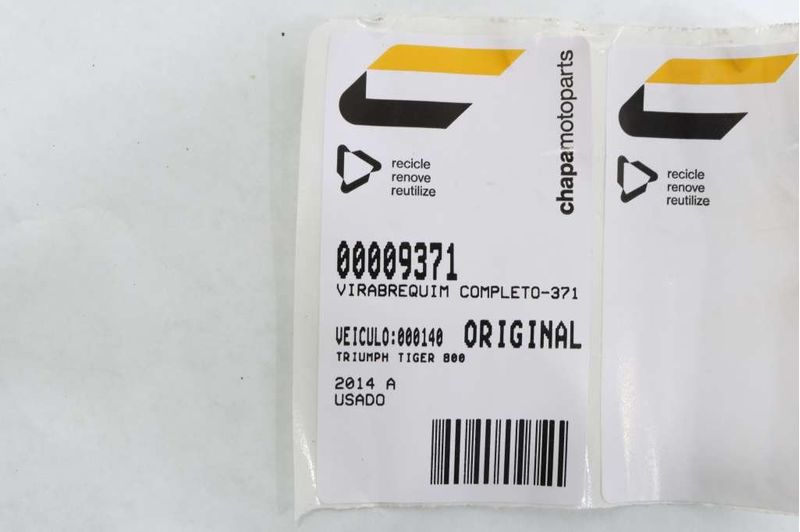 chapamotoparts
recicle
renove
reutilize
00009371
VIRABREQUIM COMPLETO-371
VEICULO:000140 ORIGINAL
TRIUMPH TIGER 800
2014 A
USADO
recicle
renove
reutilize